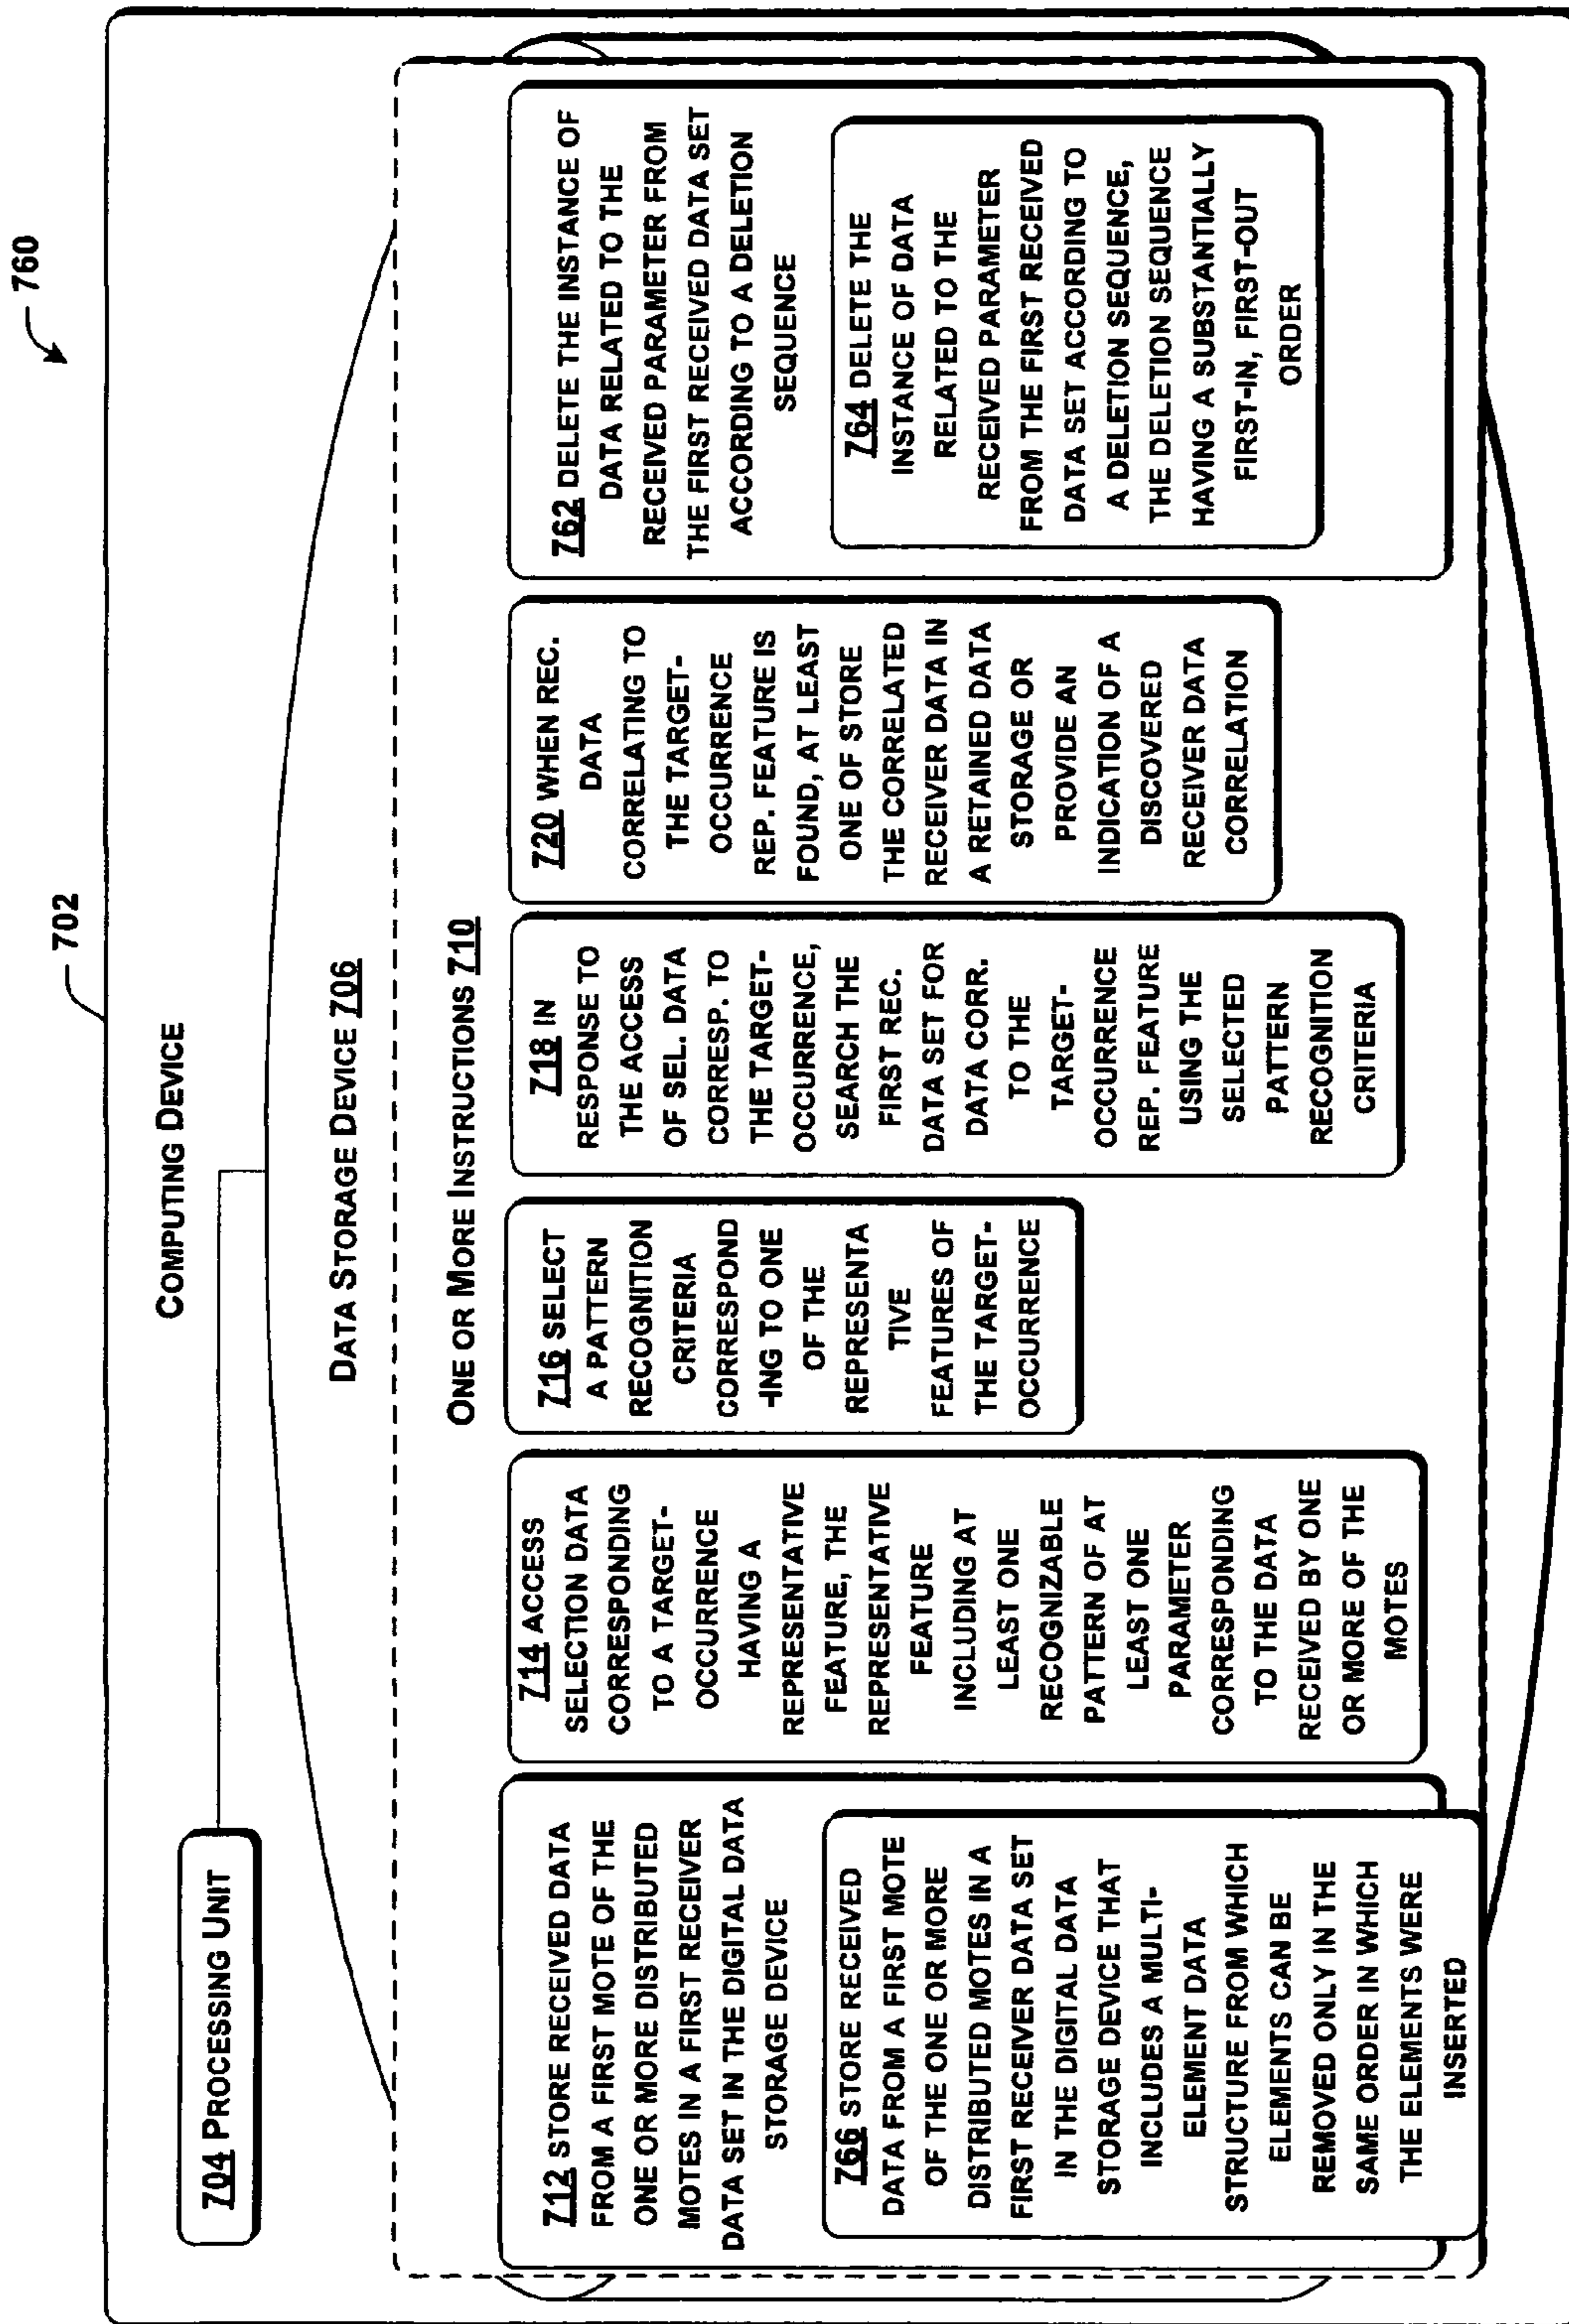 760
702
COMPUTING DEVICE
704 PROCESSING UNIT
DATA STORAGE DEVICE 706
ONE OR MORE INSTRUCTIONS 710
712 STORE RECEIVED DATA
FROM A FIRST MOTE OF THE
ONE OR MORE DISTRIBUTED
MOTES IN A FIRST RECEIVER
DATA SET IN THE DIGITAL DATA
STORAGE DEVICE
766 STORE RECEIVED
DATA FROM A FIRST MOTE
OF THE ONE OR MORE
DISTRIBUTED MOTES IN A
FIRST RECEIVER DATA SET
IN THE DIGITAL DATA
STORAGE DEVICE THAT
INCLUDES A MULTI-
ELEMENT DATA
STRUCTURE FROM WHICH
ELEMENTS CAN BE
REMOVED ONLY IN THE
SAME ORDER IN WHICH
THE ELEMENTS WERE
INSERTED
714 ACCESS
SELECTION DATA
CORRESPONDING
TO A TARGET-
OCCURRENCE
HAVING A
REPRESENTATIVE
FEATURE, THE
REPRESENTATIVE
FEATURE
INCLUDING AT
LEAST ONE
RECOGNIZABLE
PATTERN OF AT
LEAST ONE
PARAMETER
CORRESPONDING
TO THE DATA
RECEIVED BY ONE
OR MORE OF THE
MOTES
716 SELECT
A PATTERN
RECOGNITION
CRITERIA
CORRESPOND
-ING TO ONE
OF THE
REPRESENTA
TIVE
FEATURES OF
THE TARGET-
OCCURRENCE
718 IN
RESPONSE TO
THE ACCESS
OF SEL. DATA
CORRESP. TO
THE TARGET-
OCCURRENCE,
SEARCH THE
FIRST REC.
DATA SET FOR
DATA CORR.
TO THE
TARGET-
OCCURRENCE
REP. FEATURE
USING THE
SELECTED
PATTERN
RECOGNITION
CRITERIA
720 WHEN REC.
DATA
CORRELATING TO
THE TARGET-
OCCURRENCE
REP. FEATURE IS
FOUND, AT LEAST
ONE OF STORE
THE CORRELATED
RECEIVER DATA IN
A RETAINED DATA
STORAGE OR
PROVIDE AN
INDICATION OF A
DISCOVERED
RECEIVER DATA
CORRELATION
762 DELETE THE INSTANCE OF
DATA RELATED TO THE
RECEIVED PARAMETER FROM
THE FIRST RECEIVED DATA SET
ACCORDING TO A DELETION
SEQUENCE
764 DELETE THE
INSTANCE OF DATA
RELATED TO THE
RECEIVED PARAMETER
FROM THE FIRST RECEIVED
DATA SET ACCORDING TO
A DELETION SEQUENCE,
THE DELETION SEQUENCE
HAVING A SUBSTANTIALLY
FIRST-IN, FIRST-OUT
ORDER